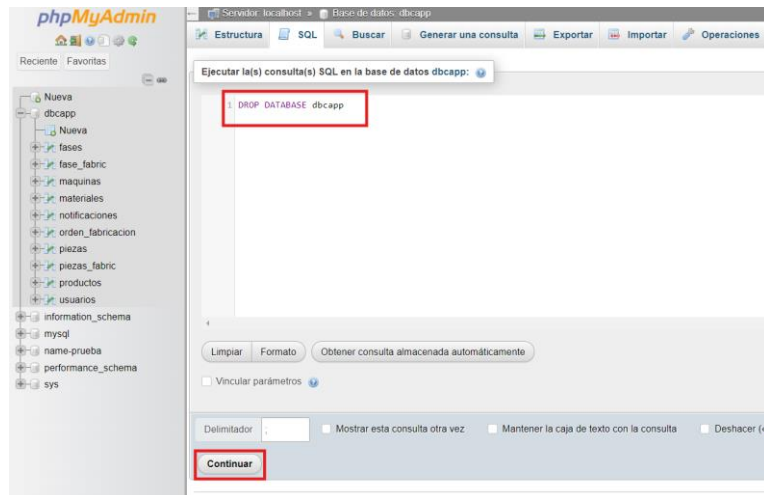 phpMyAdmin
Reciente Favoritas
Nueva
dbcapp
Nueva
fases
fase_fabric
maquinas
materiales
notificaciones
orden_fabricacion
piezas
piezas_fabric
productos
usuarios
information_schema
mysql
name-prueba
performance_schema
sys
Servidor: localhost » Base de datos: dbcapp
Estructura SQL Buscar Generar una consulta Exportar Importar Operaciones
Ejecutar la(s) consulta(s) SQL en la base de datos dbcapp:
1 DROP DATABASE dbcapp
Limpiar Formato Obtener consulta almacenada automáticamente
Vincular parámetros
Delimitador ; Mostrar esta consulta otra vez Mantener la caja de texto con la consulta Deshacer (
Continuar